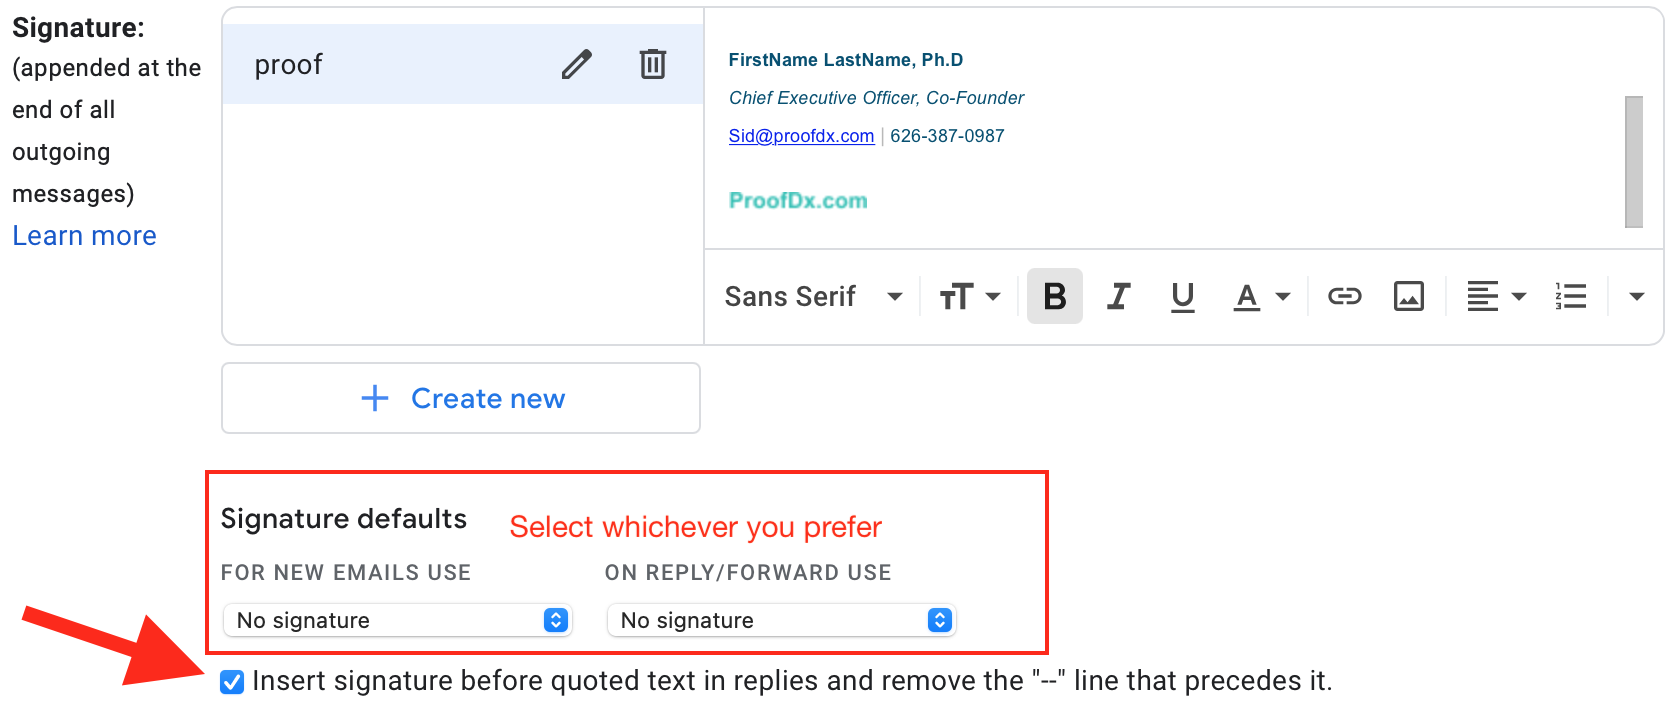 Signature:
(appended at the
end of all
outgoing
messages)
Learn more
proof
FirstName LastName, Ph.D
Chief Executive Officer, Co-Founder
Sid@proofdx.com | 626-387-0987
ProofDx.com
Sans Serif
Create new
Signature defaults
Select whichever you prefer
FOR NEW EMAILS USE
ON REPLY/FORWARD USE
No signature
No signature
Insert signature before quoted text in replies and remove the "--" line that precedes it.